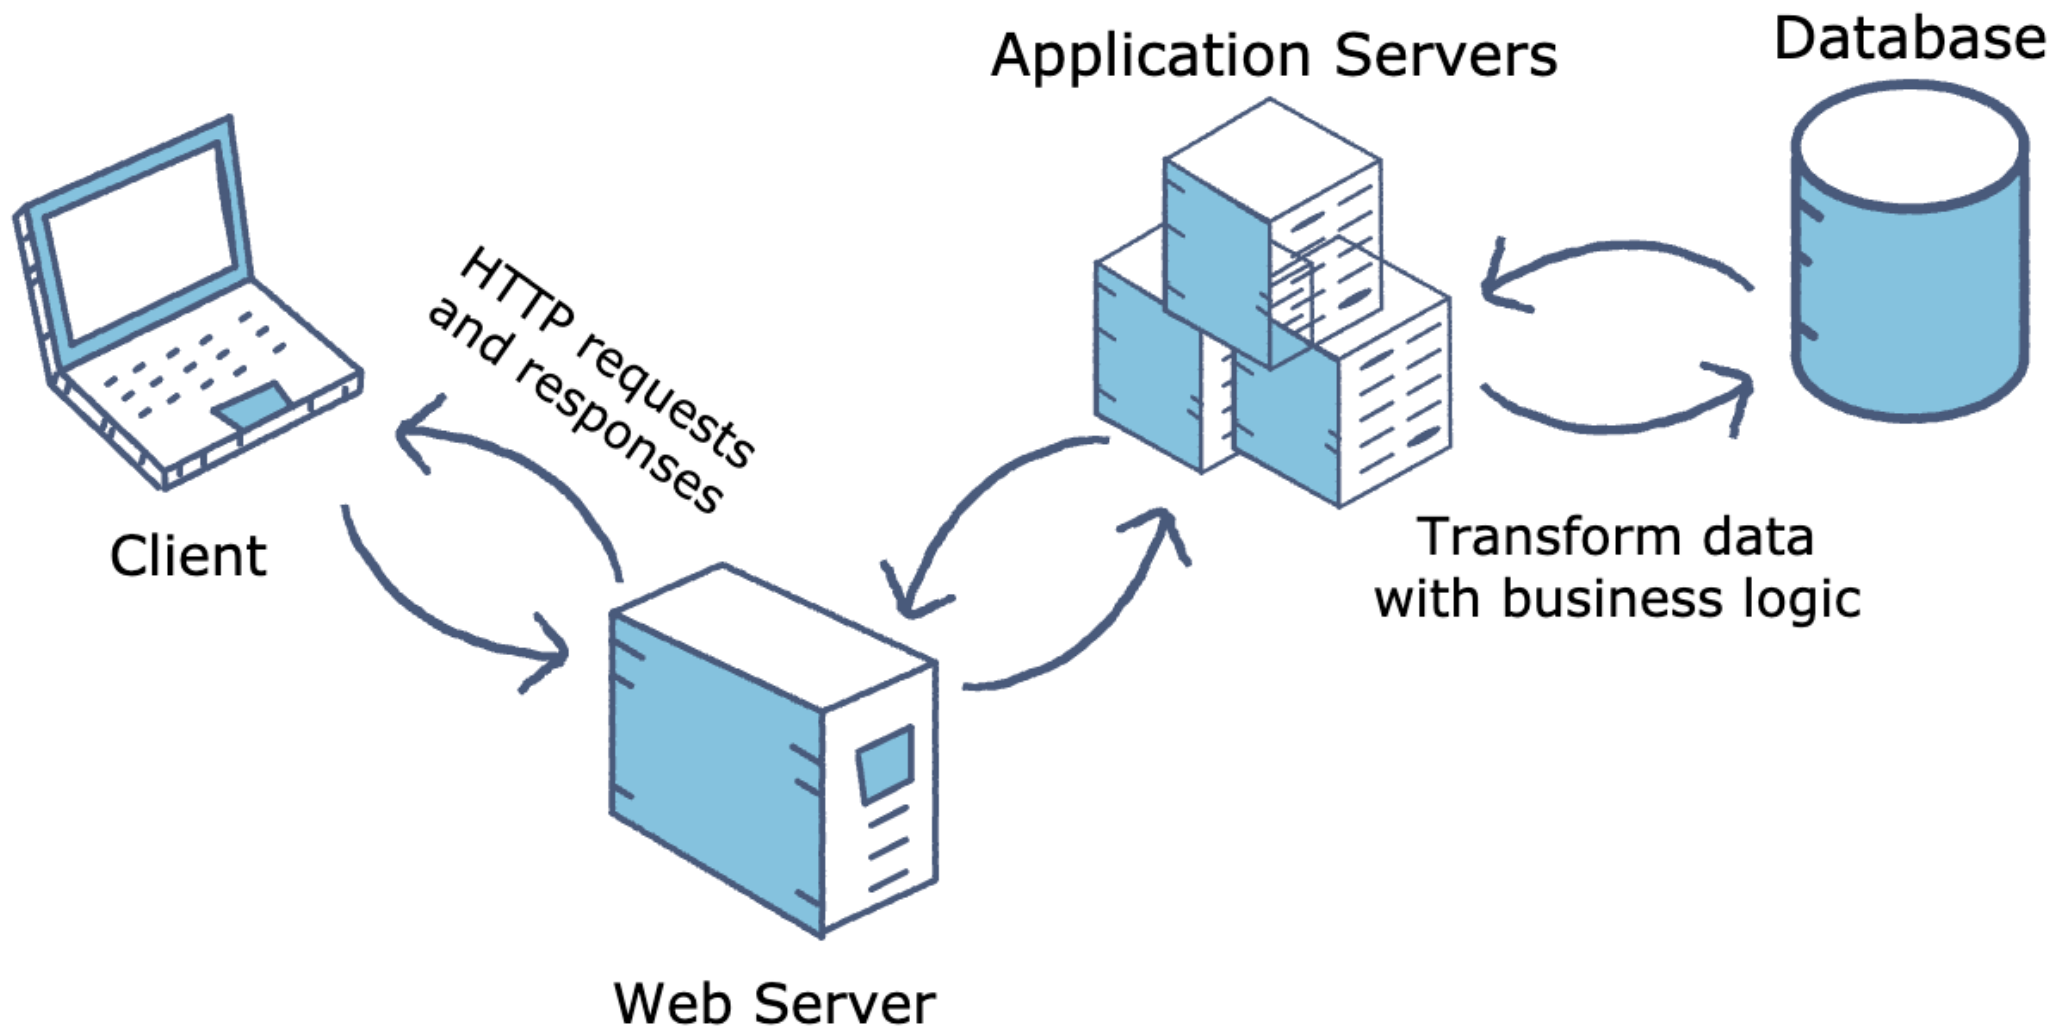 Application Servers
Database
HTTP requests
and responses
Client
Transform data
with business logic
Web Server